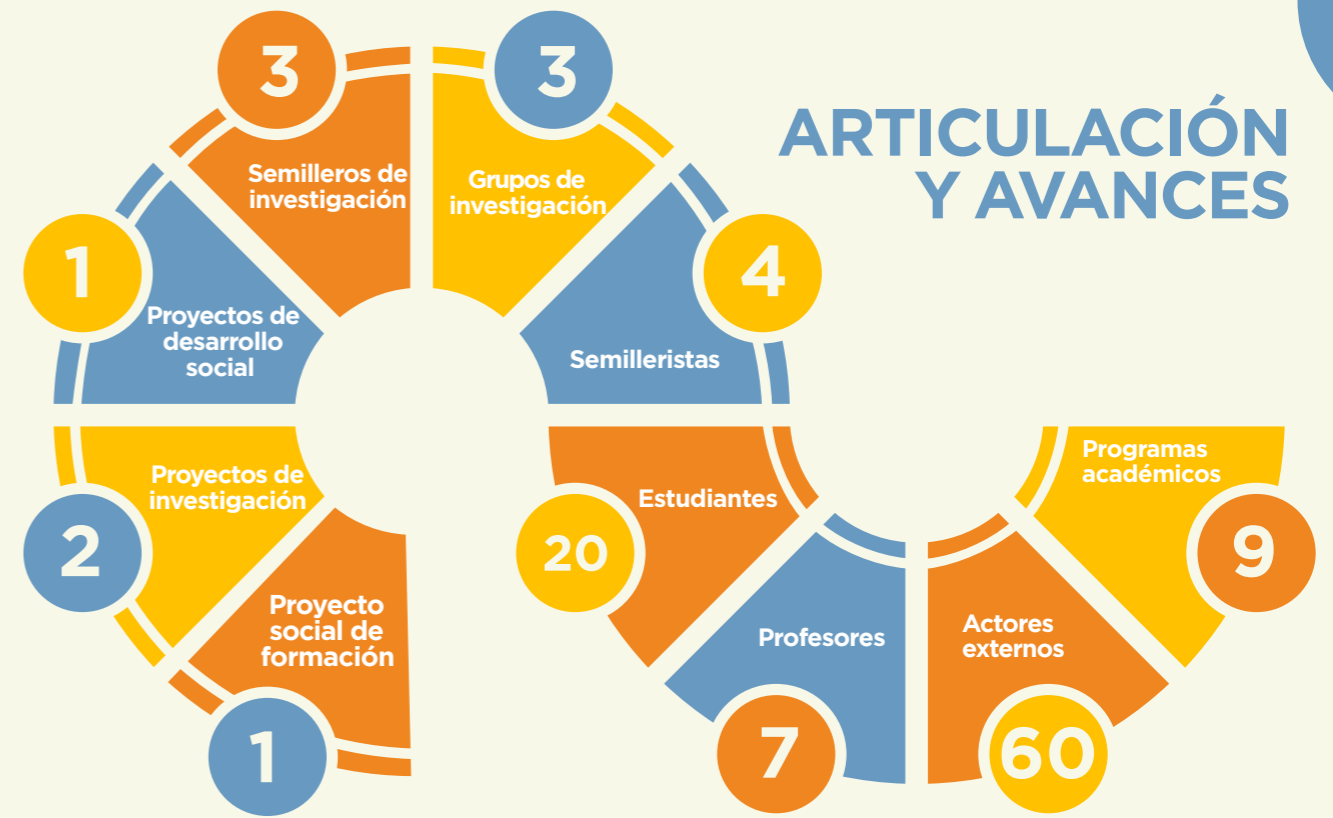 ARTICULACIÓN
Y AVANCES
1
Proyecto
social de
formación
2
Proyectos de
investigación
1
Proyectos de
desarrollo
social
3
Semilleros de
investigación
3
Grupos de
investigación
4
Semilleristas
20
Estudiantes
7
Profesores
60
Actores
externos
9
Programas
académicos